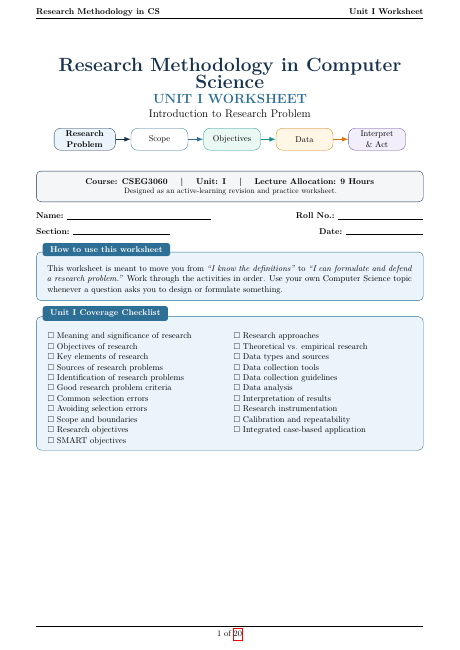 Research Methodology in CS Unit I Worksheet
Research Methodology in Computer
Science
UNIT I WORKSHEET
Introduction to Research Problem
Research Problem Scope Objectives Data Interpret & Act
Course: CSEG3060 | Unit: I | Lecture Allocation: 9 Hours
Designed as an active-learning revision and practice worksheet.
Name: Roll No.:
Section: Date:
How to use this worksheet
This worksheet is meant to move you from “I know the definitions” to “I can formulate and defend
a research problem.” Work through the activities in order. Use your own Computer Science topic
whenever a question asks you to design or formulate something.
Unit I Coverage Checklist
☐ Meaning and significance of research
☐ Objectives of research
☐ Key elements of research
☐ Sources of research problems
☐ Identification of research problems
☐ Good research problem criteria
☐ Common selection errors
☐ Avoiding selection errors
☐ Scope and boundaries
☐ Research objectives
☐ SMART objectives
☐ Research approaches
☐ Theoretical vs. empirical research
☐ Data types and sources
☐ Data collection tools
☐ Data collection guidelines
☐ Data analysis
☐ Interpretation of results
☐ Research instrumentation
☐ Calibration and repeatability
☐ Integrated case-based application
1 of 20